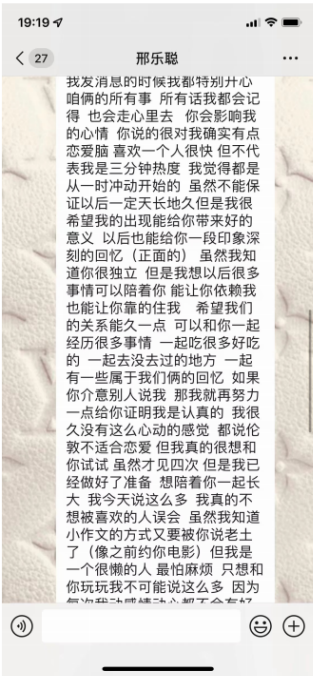 19:19
27
邢乐聪
我发消息的时候我都特别开心
咱俩的所有事 所有话我都会记
得 也会走心里去 你会影响我
的心情 你说的很对我确实有点
恋爱脑 喜欢一个人很快 但不代
表我是三分钟热度 我觉得都是
从一时冲动开始的 虽然不能保
证以后一定天长地久但是我很
希望我的出现能给你带来好的
意义 以后也能给你一段印象深
刻的回忆（正面的） 虽然我知
道你很独立 但是我想以后很多
事情可以陪着你 能让你依赖我
也能让你靠的住我 希望我们
的关系能久一点 可以和你一起
经历很多事情 一起吃很多好吃
的 一起去没去过的地方 一起
有一些属于我们俩的回忆 如果
你介意别人说我 那我就再努力
一点给你证明我是认真的 我很
久没有这么心动的感觉 都说伦
敦不适合恋爱 但我真的很想和
你试试 虽然才见四次 但是我已
经做好了准备 想陪着你一起长
大 我今天说这么多 我真的不
想被喜欢的人误会 虽然我知道
小作文的方式又要被你说老土
了（像之前约你电影）但我是
一个很懒的人 最怕麻烦 只想和
你玩玩我不可能说这么多 因为
每次我动感情动心都不会有好